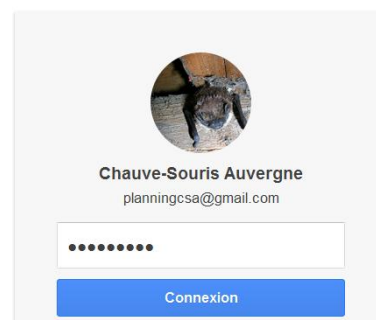 Chauve-Souris Auvergne
planningcsa@gmail.com
•••••••••
Connexion